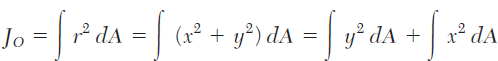 J_O = ∫ r² dA = ∫ (x² + y²) dA = ∫ y² dA + ∫ x² dA